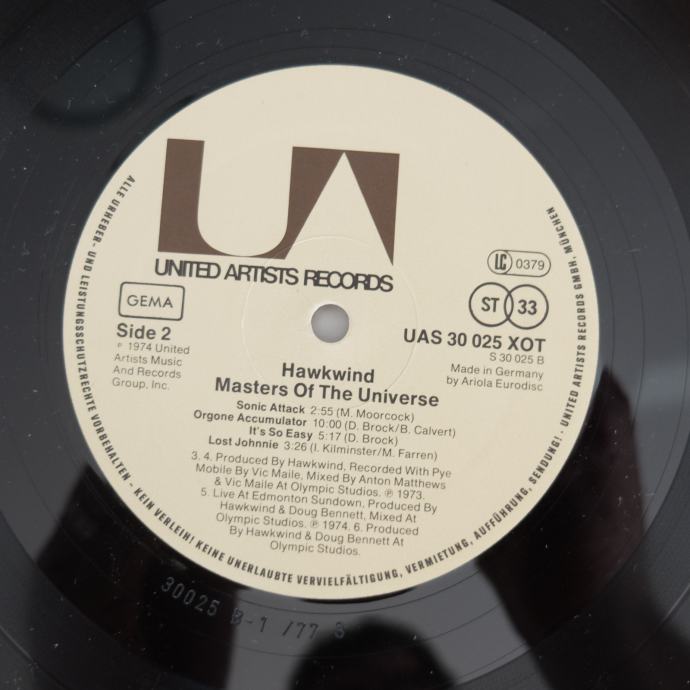 UA
UNITED ARTISTS RECORDS
GEMA
LC 0379
ST 33
Side 2
℗ 1974 United
Artists Music
And Records
Group, Inc.
UAS 30 025 XOT
S 30 025 B
Made in Germany
by Ariola Eurodisc
Hawkwind
Masters Of The Universe
Sonic Attack 2:55 (M. Moorcock)
Orgone Accumulator 10:00 (D. Brock/B. Calvert)
It's So Easy 5:17 (D. Brock)
Lost Johnnie 3:26 (I. Kilminster/M. Farren)
3. 4. Produced By Hawkwind, Recorded With Pye
Mobile By Vic Maile, Mixed By Anton Matthews
& Vic Maile At Olympic Studios. ℗ 1973.
5. Live At Edmonton Sundown, Produced By
Hawkwind & Doug Bennett, Mixed At
Olympic Studios. ℗ 1974. 6. Produced
By Hawkwind & Doug Bennett At
Olympic Studios.
ALLE URHEBER- UND LEISTUNGSSCHUTZRECHTE VORBEHALTEN - KEIN VERLEIH! KEINE UNERLAUBTE VERVIELFÄLTIGUNG, VERMIETUNG, AUFFÜHRUNG, SENDUNG! · UNITED ARTISTS RECORDS GMBH, MÜNCHEN
30025 B-1 /77 S